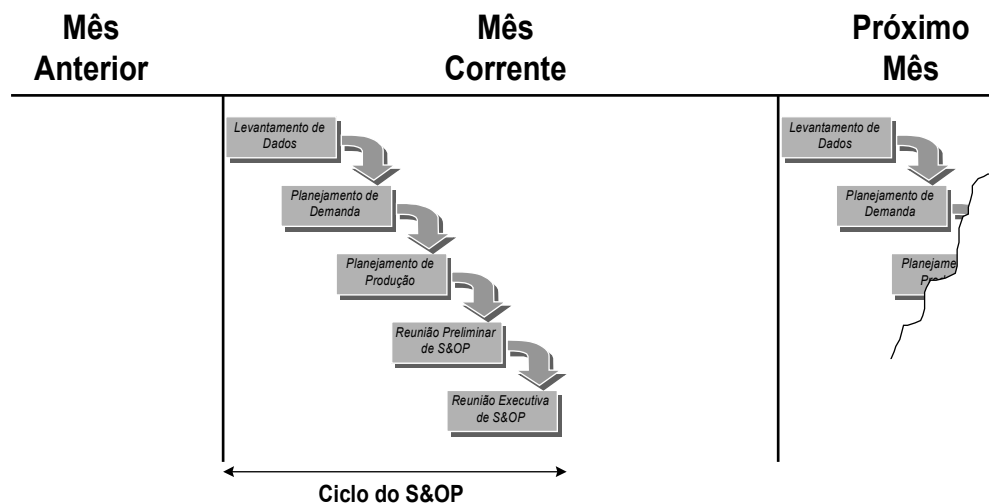 Mês
Anterior
Mês
Corrente
Próximo
Mês
Levantamento de
Dados
Planejamento de
Demanda
Planejamento de
Produção
Reunião Preliminar
de S&OP
Reunião Executiva
de S&OP
Ciclo do S&OP
Levantamento de
Dados
Planejamento de
Demanda
Planejame